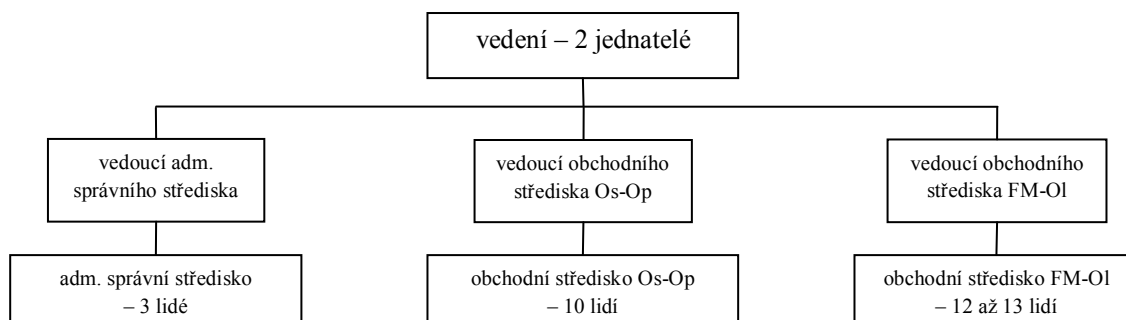 vedení – 2 jednatelé
vedoucí adm.
správního střediska
vedoucí obchodního
střediska Os-Op
vedoucí obchodního
střediska FM-Ol
adm. správní středisko
– 3 lidé
obchodní středisko Os-Op
– 10 lidí
obchodní středisko FM-Ol
– 12 až 13 lidí